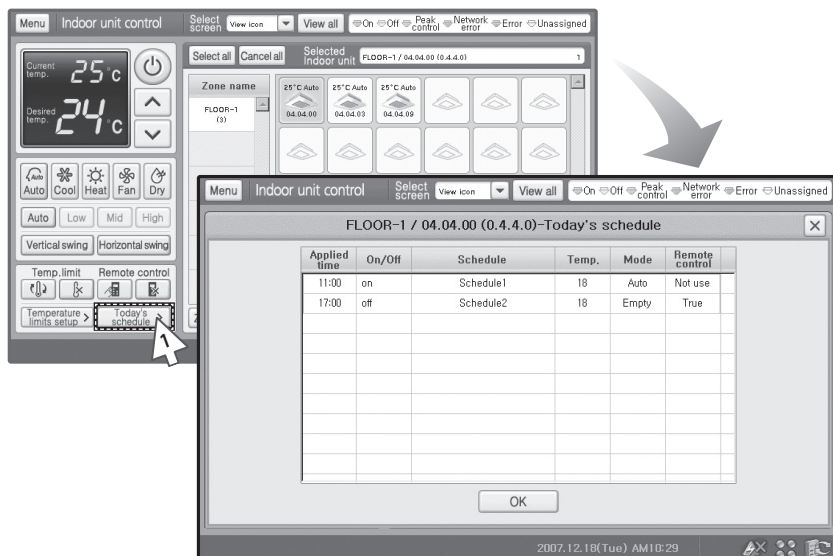 Menu Indoor unit control Select screen View icon View all On Off Peak control Network error Error Unassigned
Current temp. 25°c
Desired temp. 24°c
Select all Cancel all Selected Indoor unit FLOOR-1 / 04.04.00 (0.4.4.0) 1
Zone name
FLOOR-1
(3)
25°C Auto 25°C Auto 25°C Auto
04.04.00 04.04.03 04.04.09
Auto
Auto Cool Heat Fan Dry
Auto Low Mid High
Vertical swing Horizontal swing
Temp.limit Remote control
Temperature limits setup > Today's schedule >
1
Menu Indoor unit control Select screen View icon View all On Off Peak control Network error Error Unassigned
FLOOR-1 / 04.04.00 (0.4.4.0)-Today's schedule
Applied time On/Off Schedule Temp. Mode Remote control
11:00 on Schedule1 18 Auto Not use
17:00 off Schedule2 18 Empty True
OK
2007.12.18(Tue) AM10:29